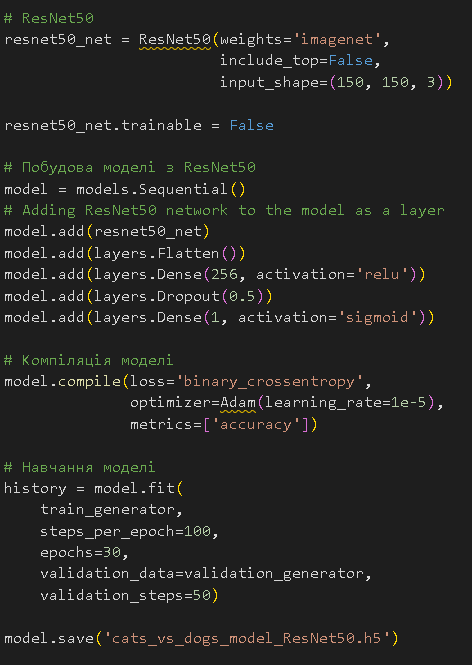 # ResNet50
resnet50_net = ResNet50(weights='imagenet',
                        include_top=False,
                        input_shape=(150, 150, 3))

resnet50_net.trainable = False

# Побудова моделі з ResNet50
model = models.Sequential()
# Adding ResNet50 network to the model as a layer
model.add(resnet50_net)
model.add(layers.Flatten())
model.add(layers.Dense(256, activation='relu'))
model.add(layers.Dropout(0.5))
model.add(layers.Dense(1, activation='sigmoid'))

# Компіляція моделі
model.compile(loss='binary_crossentropy',
              optimizer=Adam(learning_rate=1e-5),
              metrics=['accuracy'])

# Навчання моделі
history = model.fit(
    train_generator,
    steps_per_epoch=100,
    epochs=30,
    validation_data=validation_generator,
    validation_steps=50)

model.save('cats_vs_dogs_model_ResNet50.h5')